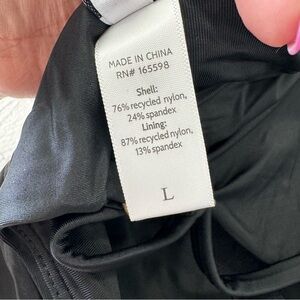 MADE IN CHINA
RN# 165598
Shell:
76% recycled nylon,
24% spandex
Lining:
87% recycled nylon,
13% spandex
L